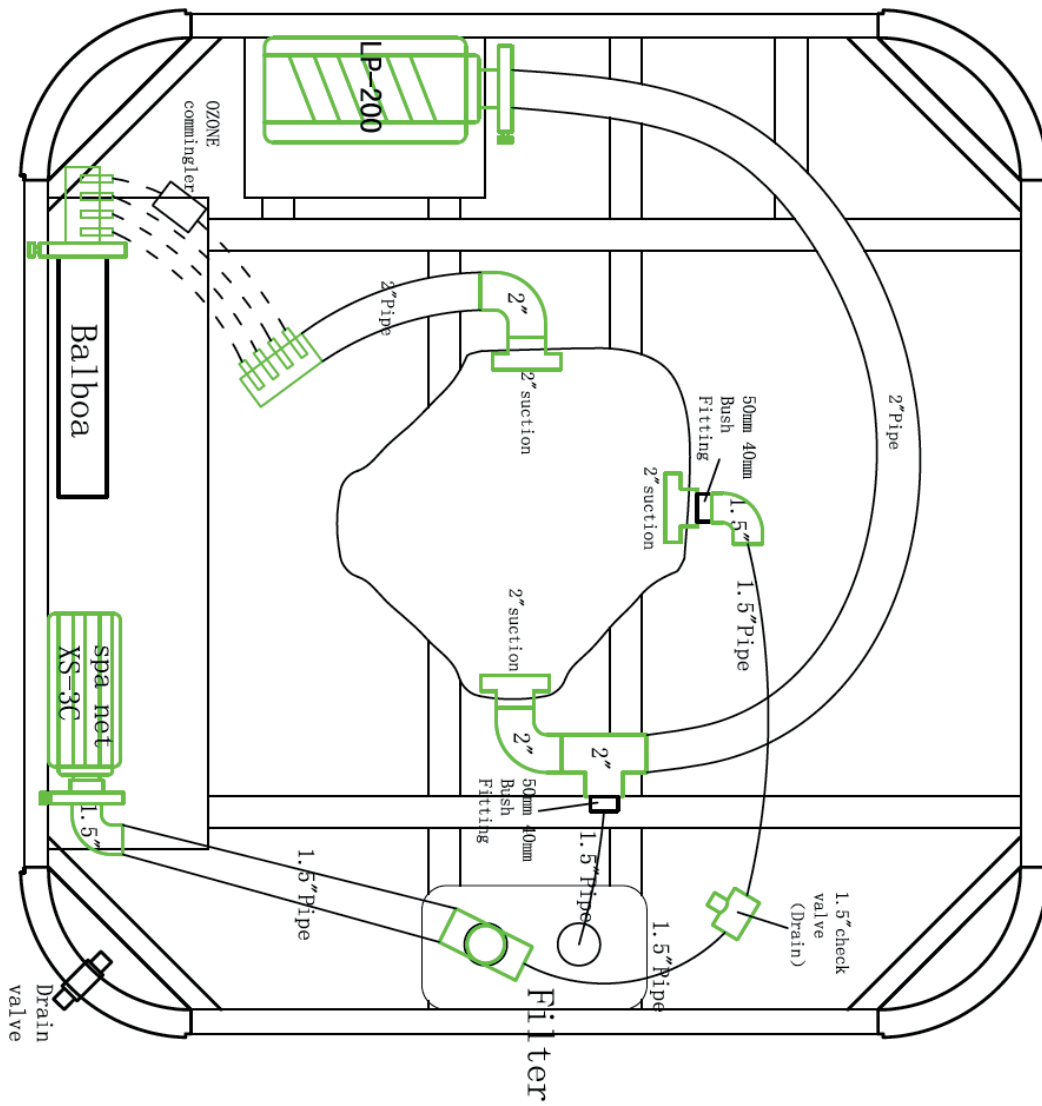 LP-200
OZONE
commingler
2"Pipe
2"
2"suction
50mm 40mm
Bush
Fitting
2"suction
1.5"
2"Pipe
1.5"Pipe
Balboa
2"suction
spa net
XS-3C
2"
2"
50mm 40mm
Bush
Fitting
1.5"
1.5"Pipe
1.5"Pipe
1.5"Pipe
1.5"check
valve
(Drain)
Filter
Drain
valve